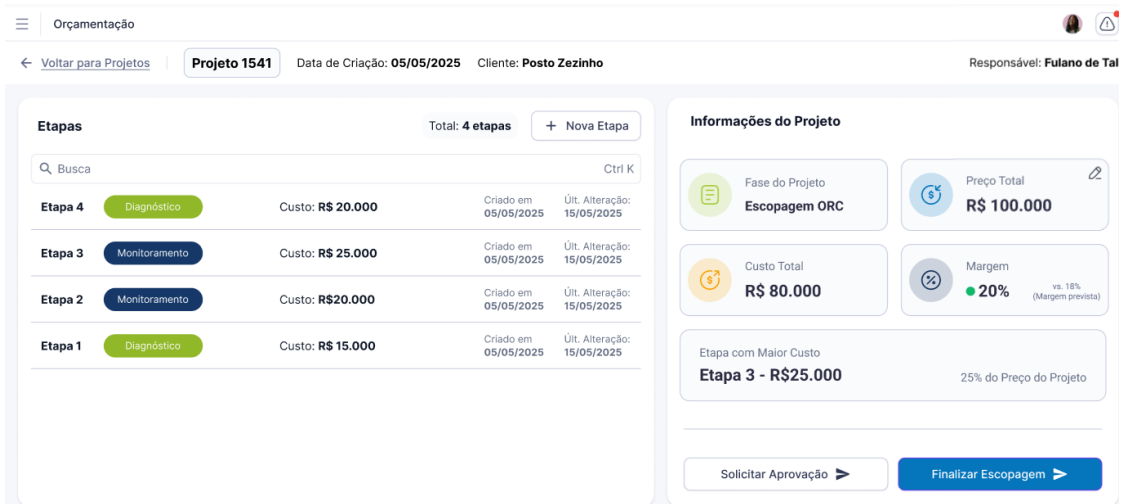 Orçamentação
Voltar para Projetos
Projeto 1541
Data de Criação: 05/05/2025
Cliente: Posto Zezinho
Responsável: Fulano de Tal
Etapas
Total: 4 etapas
+ Nova Etapa
Busca
Ctrl K
Etapa 4
Diagnóstico
Custo: R$ 20.000
Criado em
05/05/2025
Últ. Alteração:
15/05/2025
Etapa 3
Monitoramento
Custo: R$ 25.000
Criado em
05/05/2025
Últ. Alteração:
15/05/2025
Etapa 2
Monitoramento
Custo: R$20.000
Criado em
05/05/2025
Últ. Alteração:
15/05/2025
Etapa 1
Diagnóstico
Custo: R$ 15.000
Criado em
05/05/2025
Últ. Alteração:
15/05/2025
Informações do Projeto
Fase do Projeto
Escopagem ORC
Preço Total
R$ 100.000
Custo Total
R$ 80.000
Margem
20%
vs. 18%
(Margem prevista)
Etapa com Maior Custo
Etapa 3 - R$25.000
25% do Preço do Projeto
Solicitar Aprovação
Finalizar Escopagem